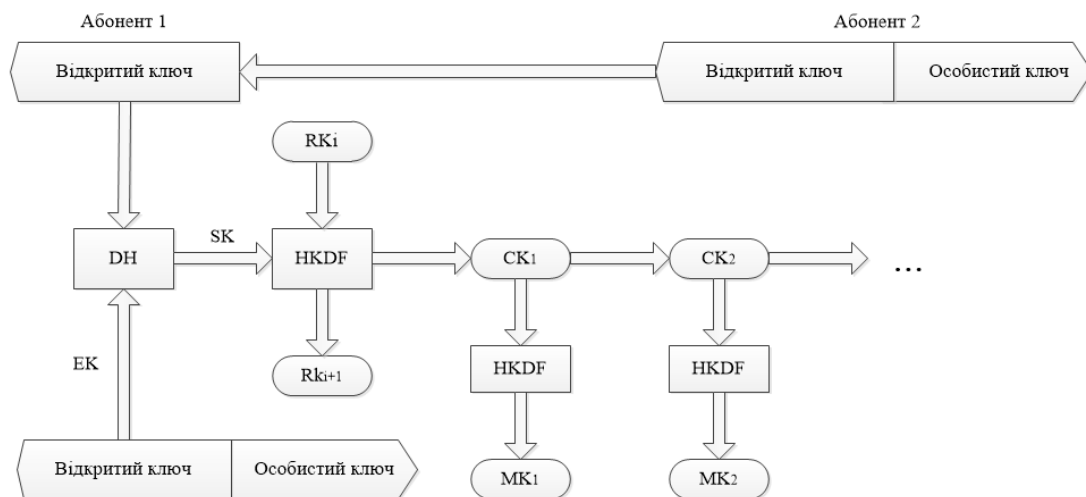 Абонент 1
Абонент 2
Відкритий ключ
Відкритий ключ
Особистий ключ
RKi
SK
DH
HKDF
CK1
CK2
...
EK
Rki+1
HKDF
HKDF
Відкритий ключ
Особистий ключ
MK1
MK2